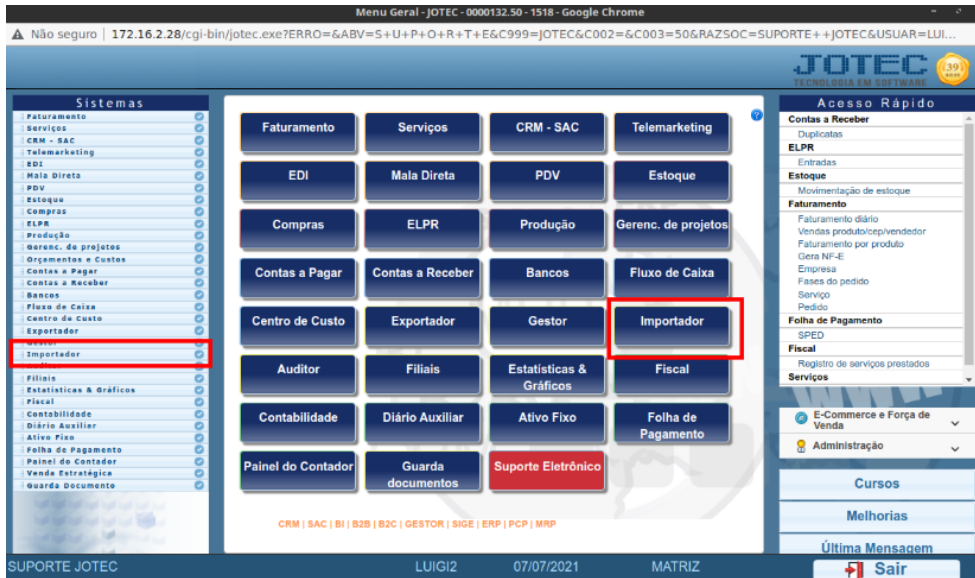 Menu Geral - JOTEC - 0000132.50 - 1518 - Google Chrome
Não seguro | 172.16.2.28/cgi-bin/jotec.exe?ERRO=&ABV=S+U+P+O+R+T+E&C999=JOTEC&C002=&C003=50&RAZSOC=SUPORTE++JOTEC&USUAR=LUI...
JOTEC
39
TECNOLOGIA EM SOFTWARE
Sistemas
Faturamento
Serviços
CRM - SAC
Telemarketing
EDI
Mala Direta
PDV
Estoque
Compras
ELPR
Produção
Gerenc. de projetos
Orçamentos e Custos
Contas a Pagar
Contas a Receber
Bancos
Fluxo de Caixa
Centro de Custo
Exportador
Gestor
Importador
Auditor
Filiais
Estatísticas & Gráficos
Fiscal
Contabilidade
Diário Auxiliar
Ativo Fixo
Folha de Pagamento
Painel do Contador
Venda Estratégica
Guarda Documento
Faturamento Serviços CRM - SAC Telemarketing
EDI Mala Direta PDV Estoque
Compras ELPR Produção Gerenc. de projetos
Contas a Pagar Contas a Receber Bancos Fluxo de Caixa
Centro de Custo Exportador Gestor Importador
Auditor Filiais Estatísticas & Gráficos Fiscal
Contabilidade Diário Auxiliar Ativo Fixo Folha de Pagamento
Painel do Contador Guarda documentos Suporte Eletrônico
CRM | SAC | BI | B2B | B2C | GESTOR | SIGE | ERP | PCP | MRP
Acesso Rápido
Contas a Receber
Duplicatas
ELPR
Entradas
Estoque
Movimentação de estoque
Faturamento
Faturamento diário
Vendas produto/cep/vendedor
Faturamento por produto
Gera NF-E
Empresa
Fases do pedido
Serviço
Pedido
Folha de Pagamento
SPED
Fiscal
Registro de serviços prestados
Serviços
E-Commerce e Força de
Venda
Administração
Cursos
Melhorias
Última Mensagem
SUPORTE JOTEC LUIGI2 07/07/2021 MATRIZ Sair